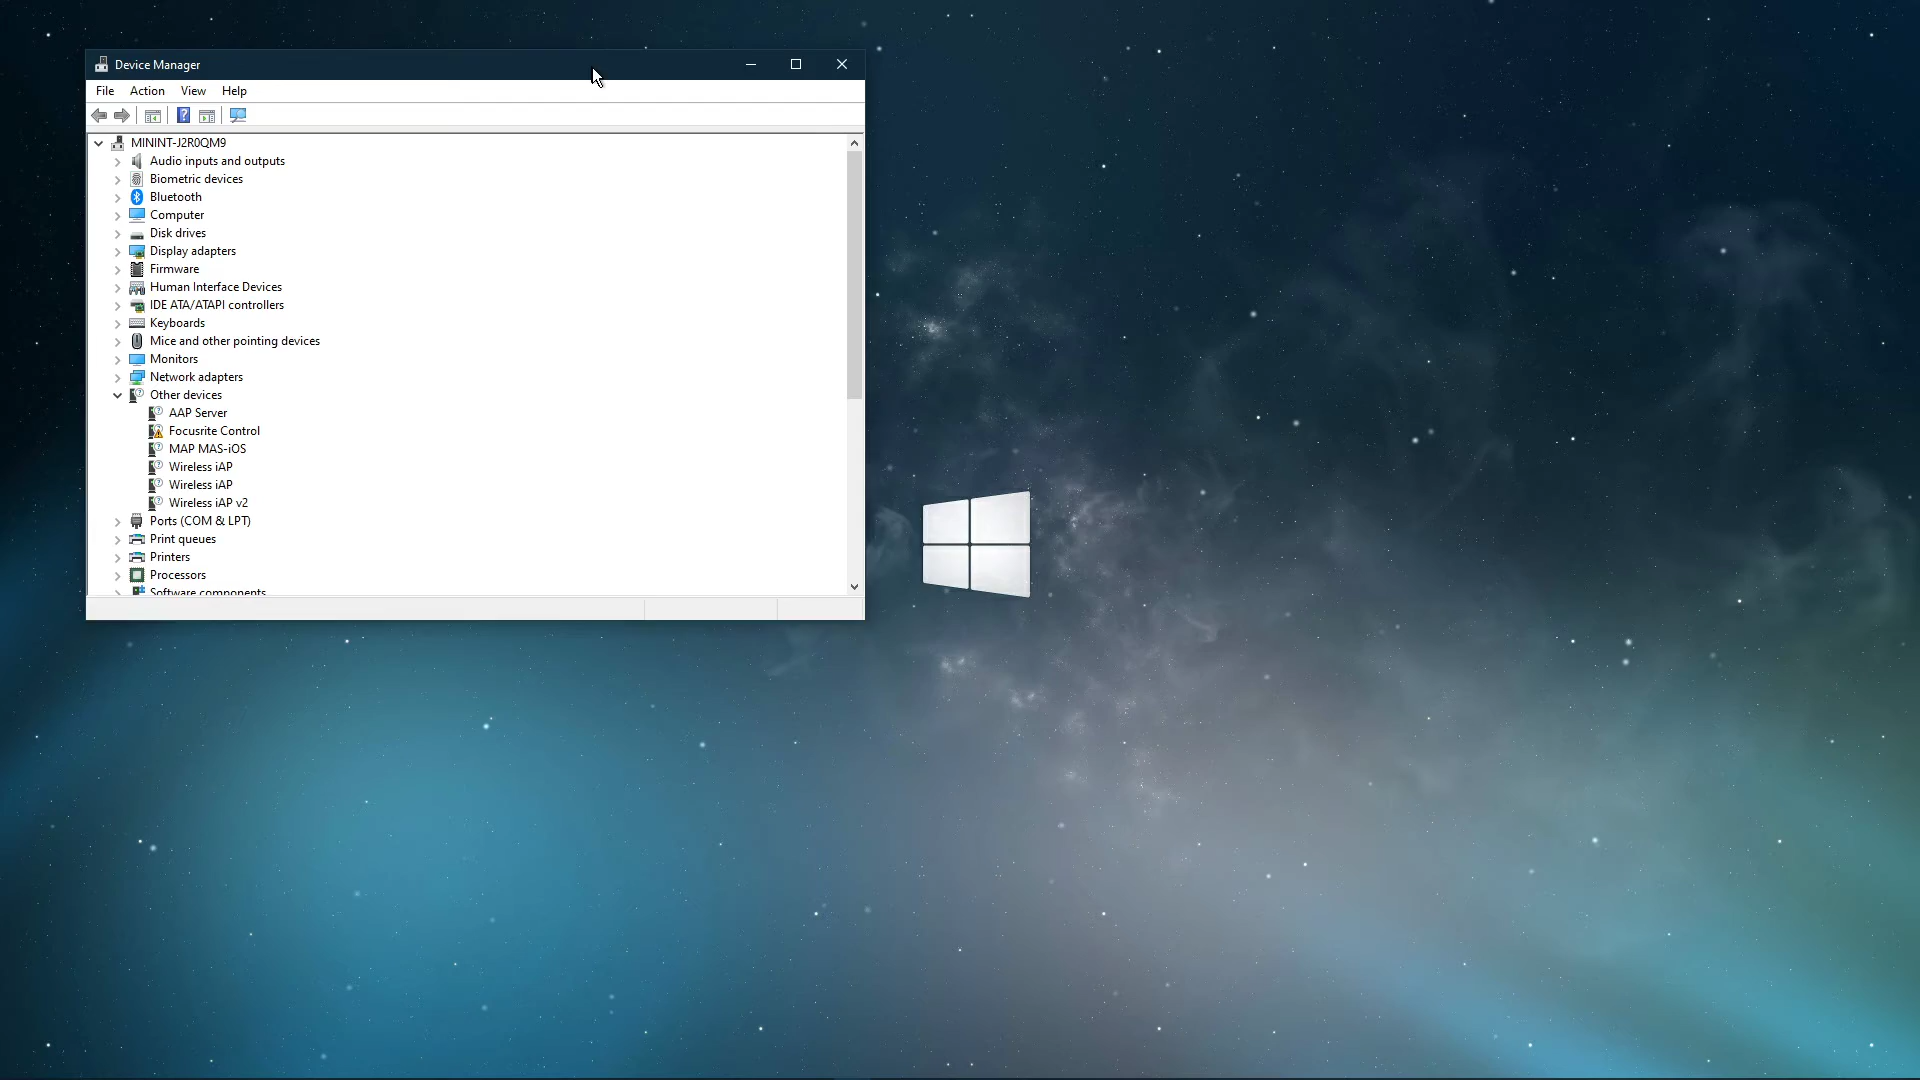 Device Manager
File Action View Help
MININT-J2R0QM9
Audio inputs and outputs
Biometric devices
Bluetooth
Computer
Disk drives
Display adapters
Firmware
Human Interface Devices
IDE ATA/ATAPI controllers
Keyboards
Mice and other pointing devices
Monitors
Network adapters
Other devices
AAP Server
Focusrite Control
MAP MAS-iOS
Wireless iAP
Wireless iAP
Wireless iAP v2
Ports (COM & LPT)
Print queues
Printers
Processors
Software components